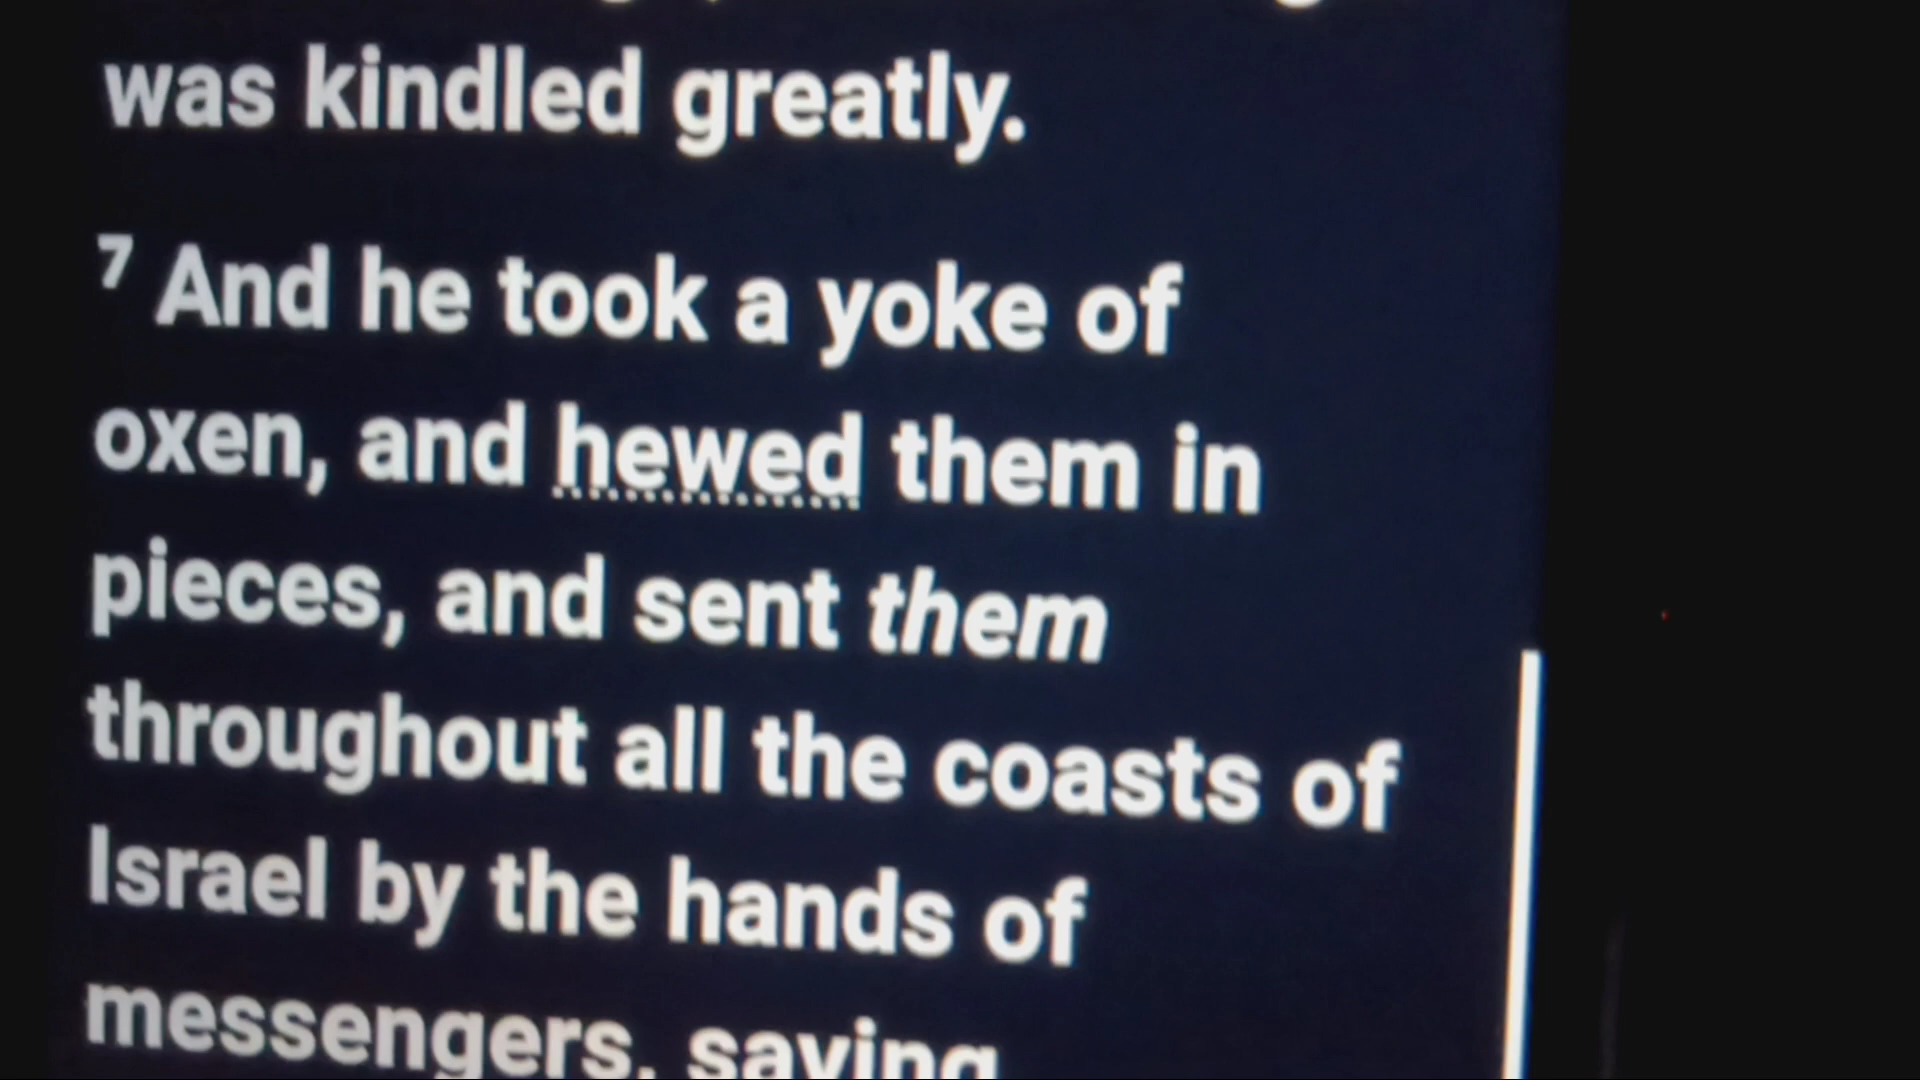 was kindled greatly.
7 And he took a yoke of
oxen, and hewed them in
pieces, and sent them
throughout all the coasts of
Israel by the hands of
messengers, saying